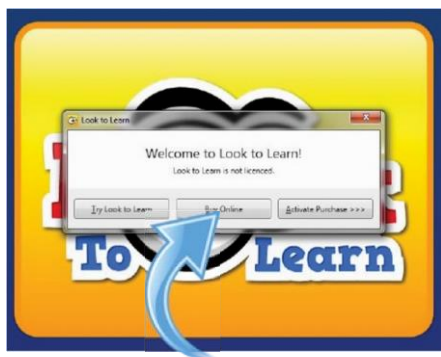 Look to Learn
Welcome to Look to Learn!
Look to Learn is not licenced.
Try Look to Learn
Buy Online
Activate Purchase >>>
To Learn